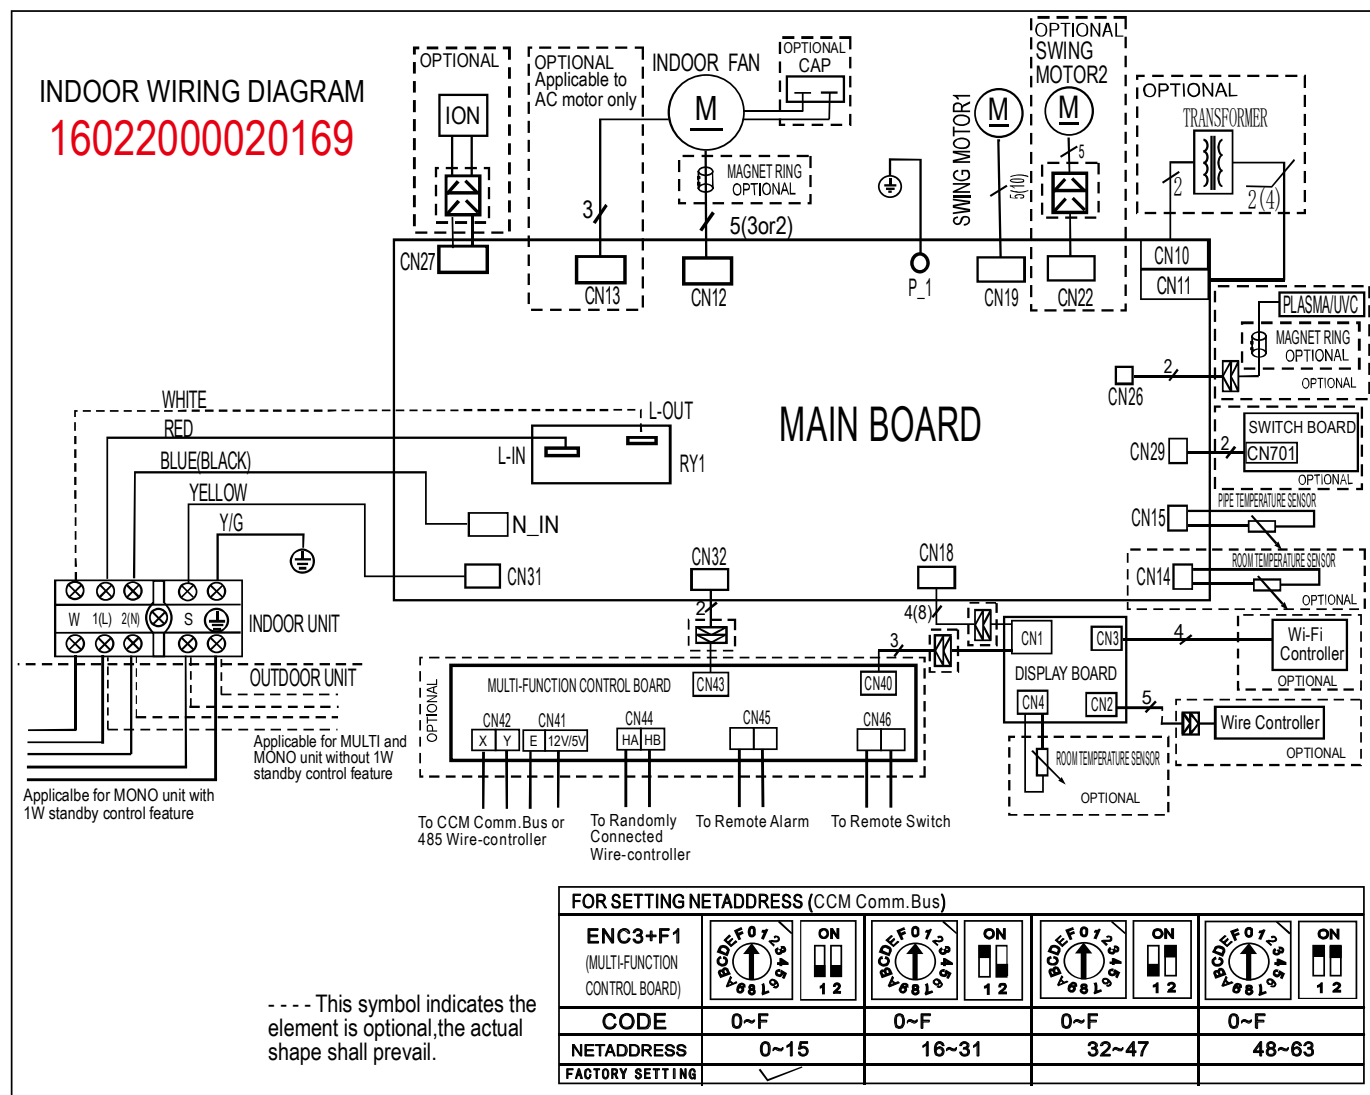 INDOOR WIRING DIAGRAM
16022000020169
OPTIONAL
ION
CN27
OPTIONAL
Applicable to
AC motor only
3
CN13
INDOOR FAN
M
OPTIONAL
CAP
MAGNET RING
OPTIONAL
5(3or2)
CN12
P_1
SWING MOTOR1
M
5(10)
CN19
OPTIONAL
SWING
MOTOR2
M
5
CN22
OPTIONAL
TRANSFORMER
2
2(4)
CN10
CN11
PLASMA/UVC
MAGNET RING
OPTIONAL
OPTIONAL
2
CN26
SWITCH BOARD
CN701
OPTIONAL
2
CN29
PIPE TEMPERATURE SENSOR
CN15
ROOM TEMPERATURE SENSOR
CN14
OPTIONAL
MAIN BOARD
WHITE
L-OUT
RED
L-IN
RY1
BLUE(BLACK)
YELLOW
N_IN
Y/G
CN31
W
1(L)
2(N)
S
INDOOR UNIT
OUTDOOR UNIT
Applicable for MULTI and
MONO unit without 1W
standby control feature
Applicalbe for MONO unit with
1W standby control feature
CN32
2
CN18
4(8)
3
OPTIONAL
MULTI-FUNCTION CONTROL BOARD
CN43
CN40
CN42
CN41
CN44
CN45
CN46
X
Y
E
12V/5V
HA
HB
To CCM Comm.Bus or
485 Wire-controller
To Randomly
Connected
Wire-controller
To Remote Alarm
To Remote Switch
CN1
CN3
DISPLAY BOARD
CN4
CN2
4
Wi-Fi
Controller
OPTIONAL
5
Wire Controller
OPTIONAL
ROOM TEMPERATURE SENSOR
OPTIONAL
- - - - This symbol indicates the
element is optional,the actual
shape shall prevail.
FOR SETTING NETADDRESS (CCM Comm.Bus)
ENC3+F1
(MULTI-FUNCTION
CONTROL BOARD)
0123456789ABCDEF
ON
1 2
0123456789ABCDEF
ON
1 2
0123456789ABCDEF
ON
1 2
0123456789ABCDEF
ON
1 2
CODE 0~F 0~F 0~F 0~F
NETADDRESS 0~15 16~31 32~47 48~63
FACTORY SETTING